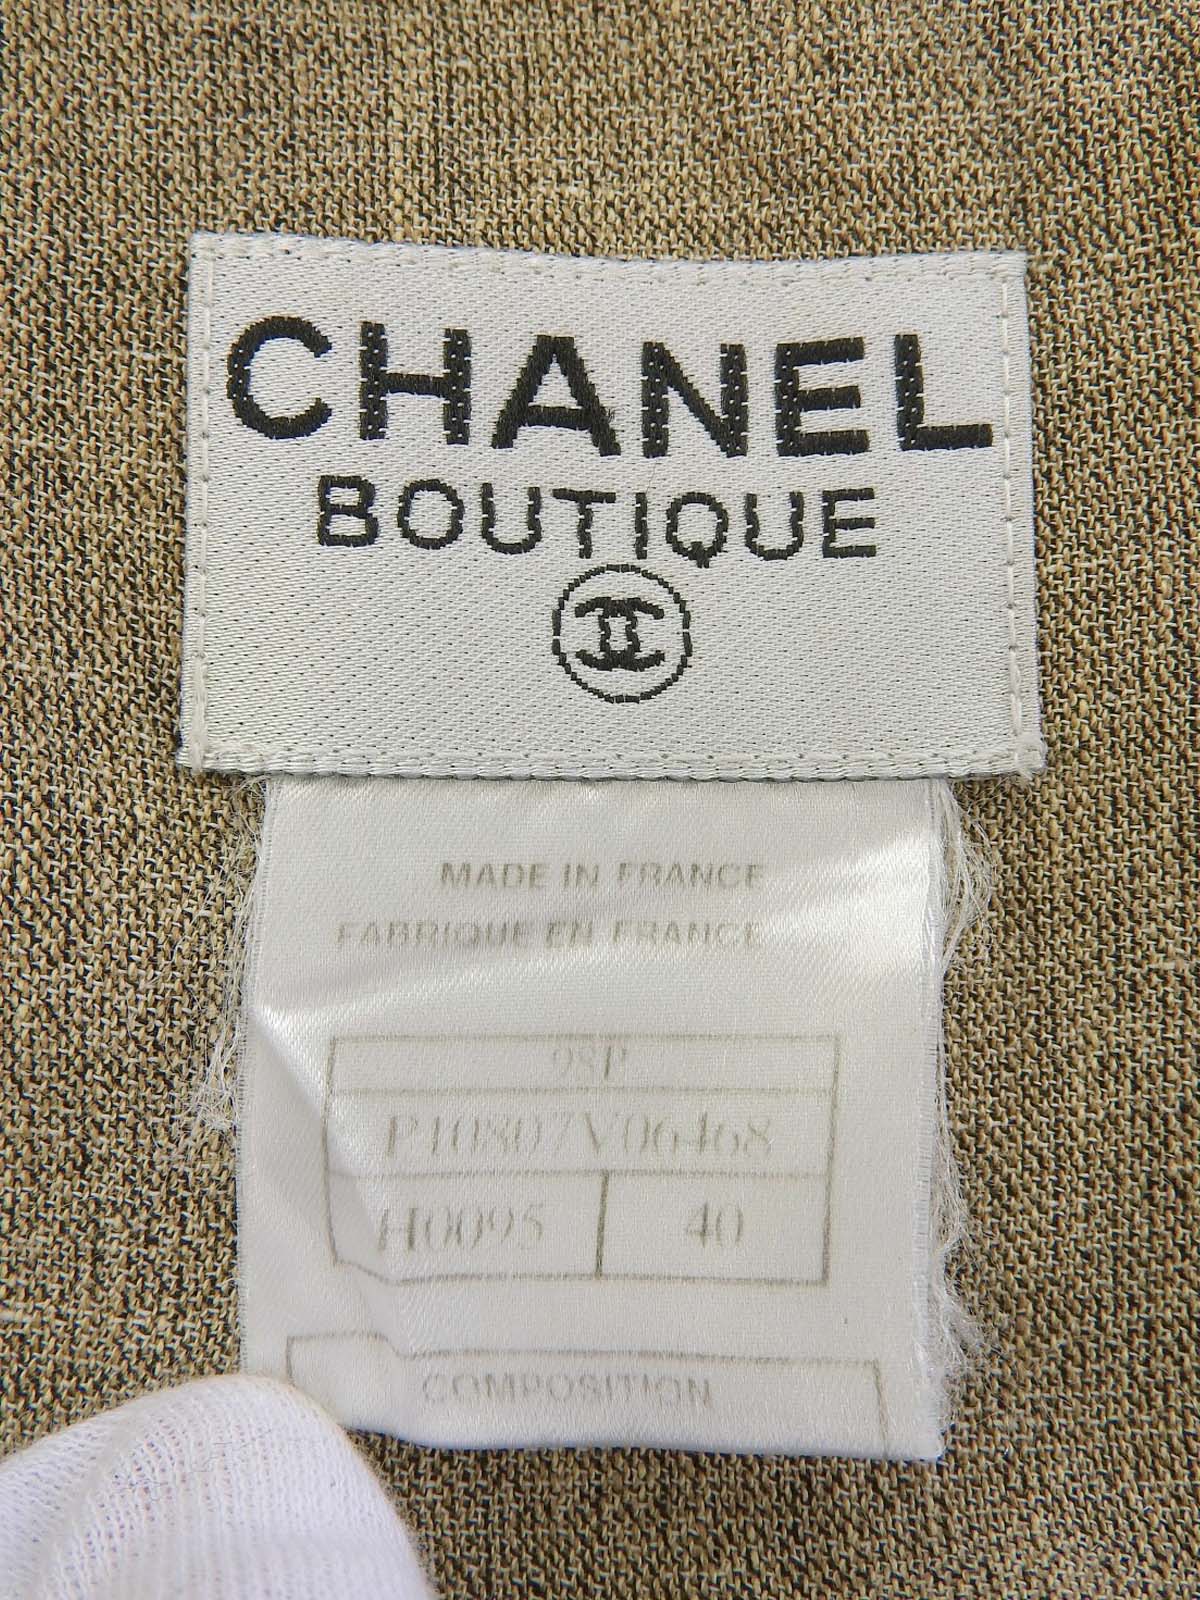 CHANEL
BOUTIQUE
MADE IN FRANCE
FABRIQUE EN FRANCE
98P
P10807V06468
H0095 40
COMPOSITION